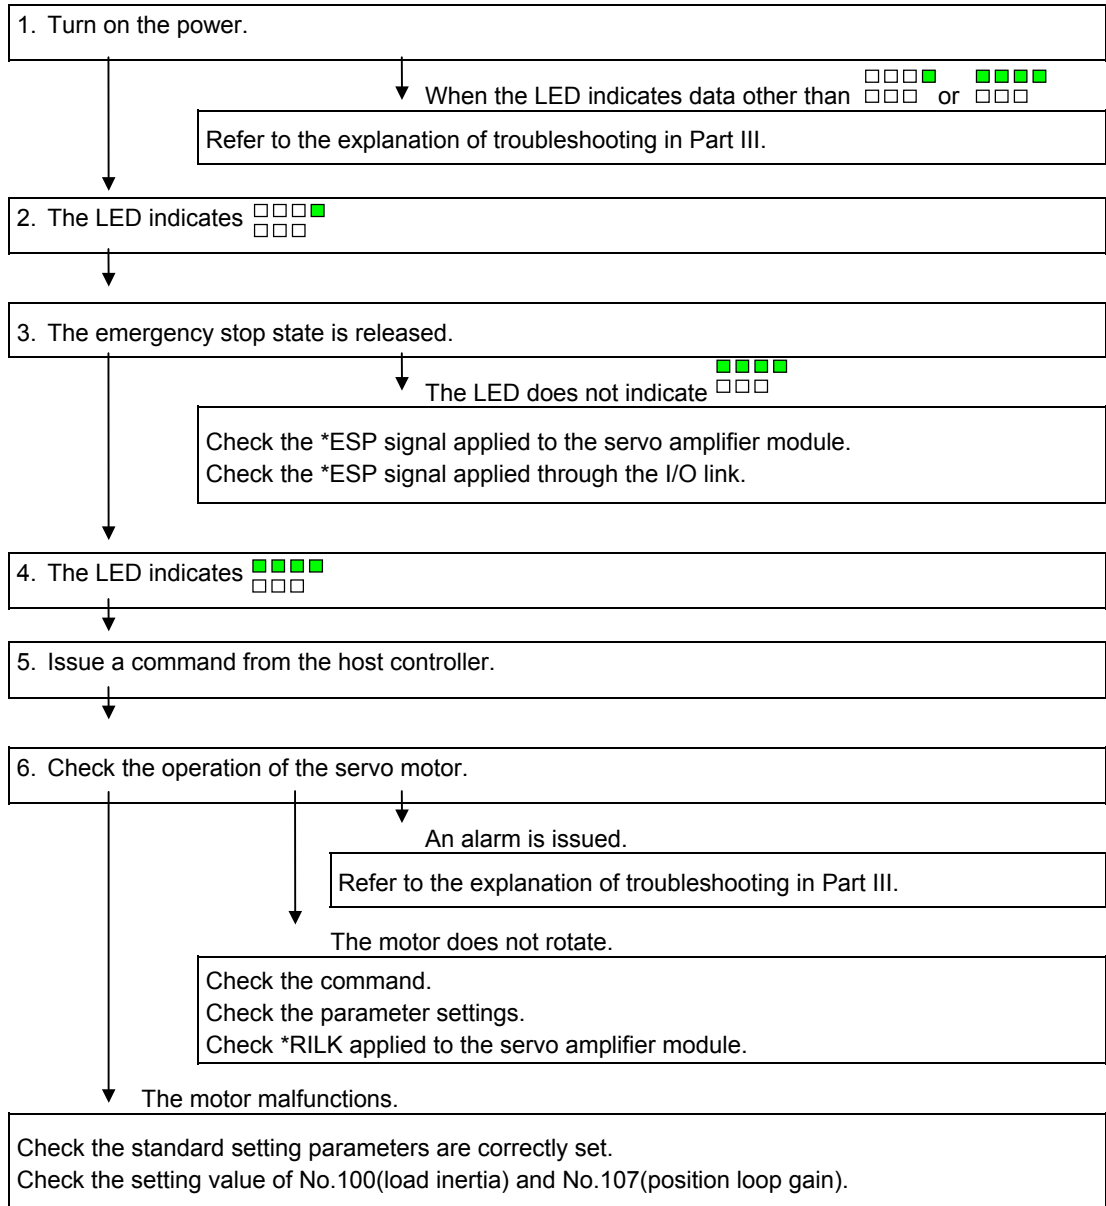 1. Turn on the power.
When the LED indicates data other than or
Refer to the explanation of troubleshooting in Part III.
2. The LED indicates
3. The emergency stop state is released.
The LED does not indicate
Check the *ESP signal applied to the servo amplifier module.
Check the *ESP signal applied through the I/O link.
4. The LED indicates
5. Issue a command from the host controller.
6. Check the operation of the servo motor.
An alarm is issued.
Refer to the explanation of troubleshooting in Part III.
The motor does not rotate.
Check the command.
Check the parameter settings.
Check *RILK applied to the servo amplifier module.
The motor malfunctions.
Check the standard setting parameters are correctly set.
Check the setting value of No.100(load inertia) and No.107(position loop gain).